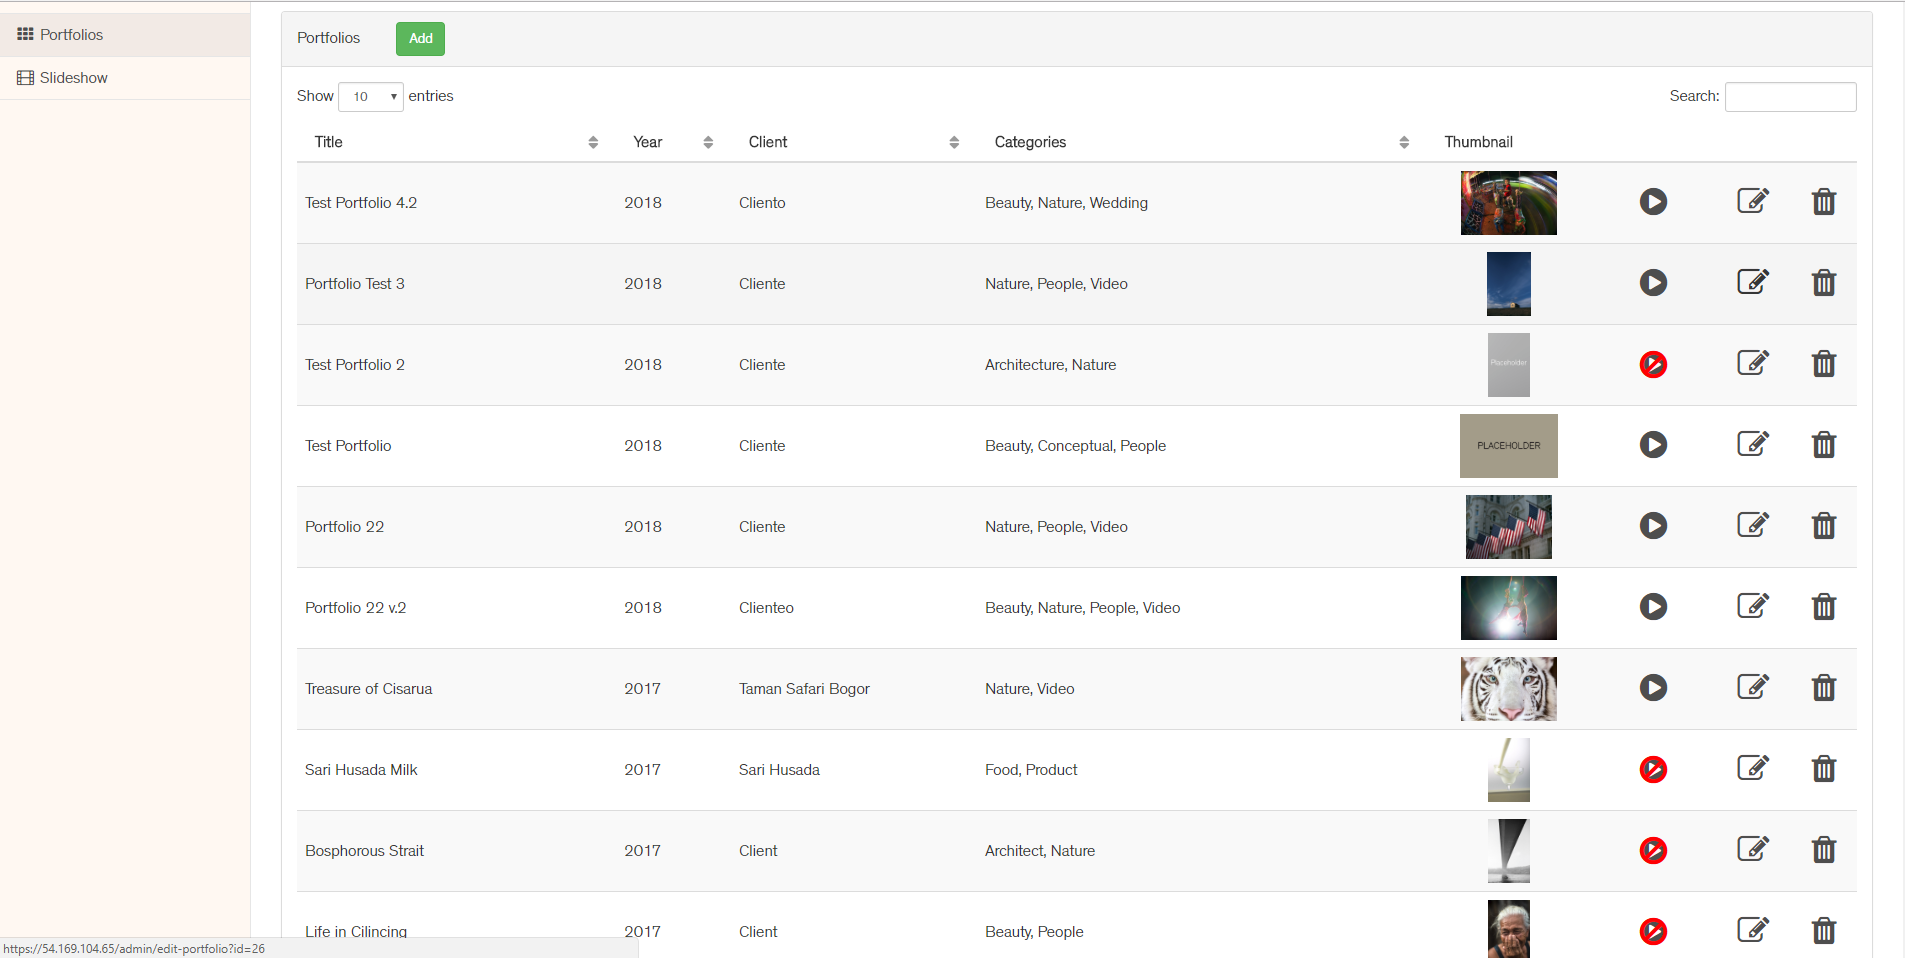 Portfolios
Slideshow
Portfolios Add
Show 10 entries Search:
Title Year Client Categories Thumbnail
Test Portfolio 4.2 2018 Cliento Beauty, Nature, Wedding
Portfolio Test 3 2018 Cliente Nature, People, Video
Test Portfolio 2 2018 Cliente Architecture, Nature Placeholder
Test Portfolio 2018 Cliente Beauty, Conceptual, People PLACEHOLDER
Portfolio 22 2018 Cliente Nature, People, Video
Portfolio 22 v.2 2018 Clienteo Beauty, Nature, People, Video
Treasure of Cisarua 2017 Taman Safari Bogor Nature, Video
Sari Husada Milk 2017 Sari Husada Food, Product
Bosphorous Strait 2017 Client Architect, Nature
Life in Cilincing 2017 Client Beauty, People
https://54.169.104.65/admin/edit-portfolio?id=26